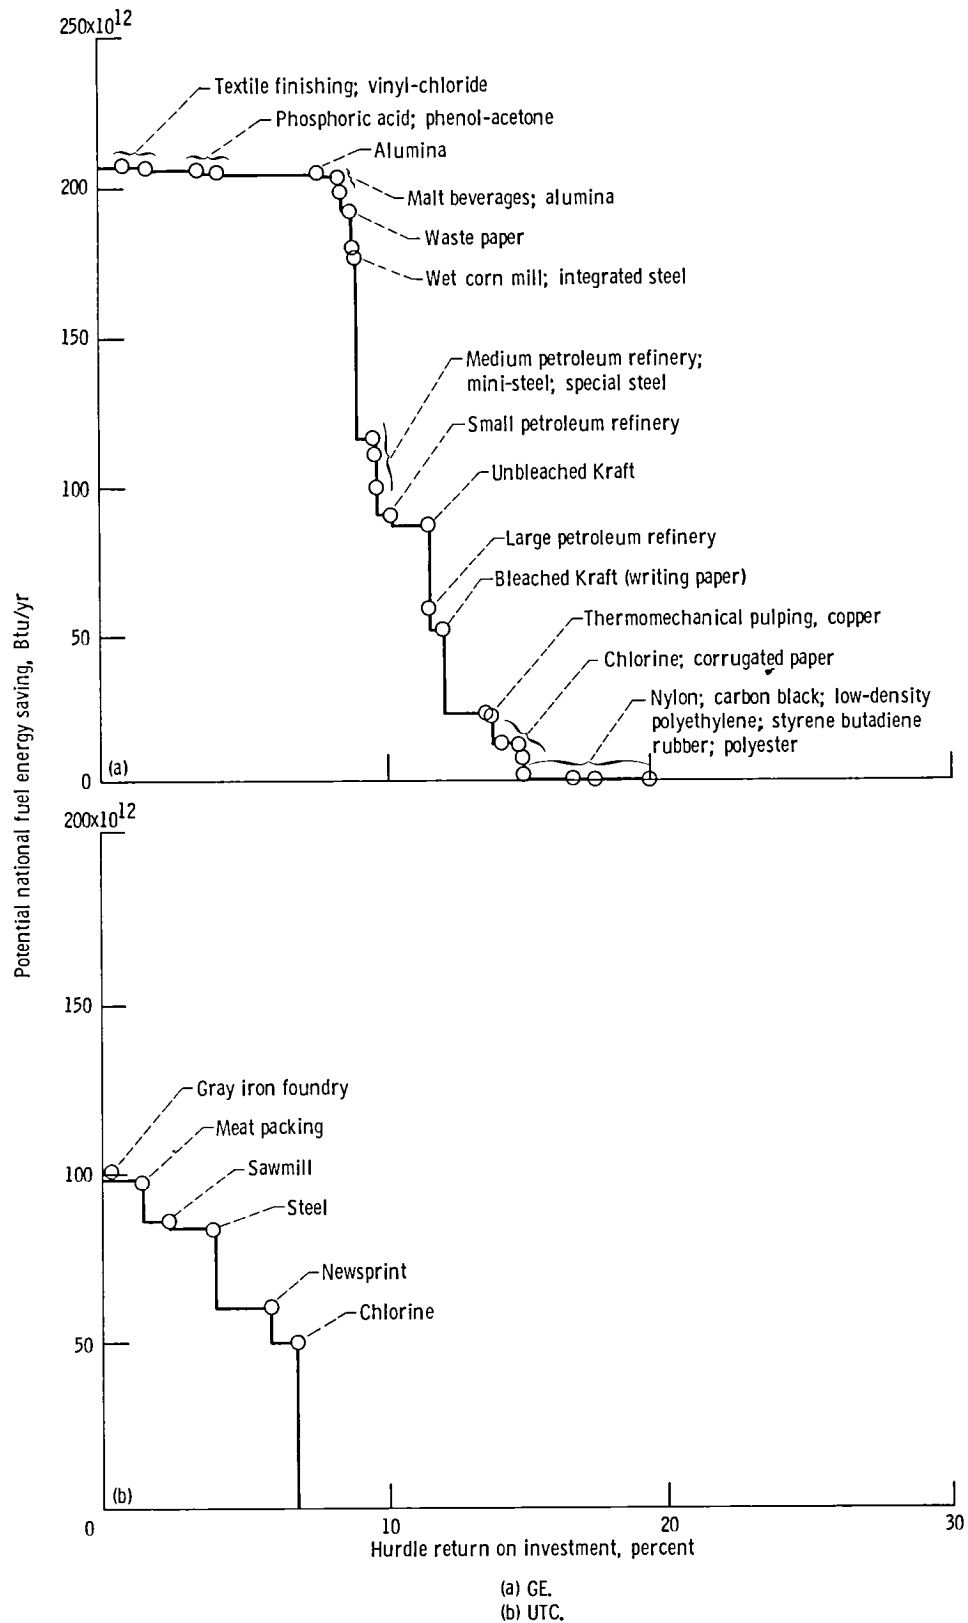 250x10¹²
Textile finishing; vinyl-chloride
Phosphoric acid; phenol-acetone
Alumina
200
Malt beverages; alumina
Waste paper
Wet corn mill; integrated steel
150
Medium petroleum refinery;
mini-steel; special steel
Small petroleum refinery
100
Unbleached Kraft
Large petroleum refinery
Bleached Kraft (writing paper)
50
Thermomechanical pulping, copper
Chlorine; corrugated paper
Nylon; carbon black; low-density
polyethylene; styrene butadiene
rubber; polyester
0
(a)
Potential national fuel energy saving, Btu/yr
200x10¹²
150
Gray iron foundry
Meat packing
100
Sawmill
Steel
Newsprint
Chlorine
50
(b)
0
10
20
30
Hurdle return on investment, percent
(a) GE.
(b) UTC.